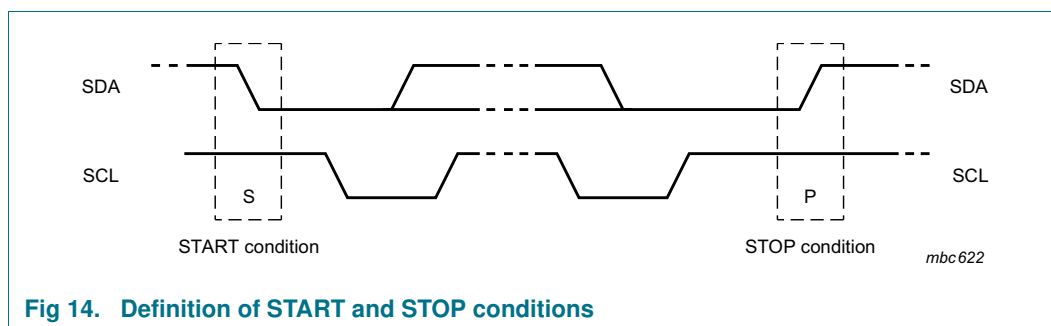 SDA
SDA
SCL
SCL
S
P
START condition
STOP condition
mbc622
Fig 14. Definition of START and STOP conditions